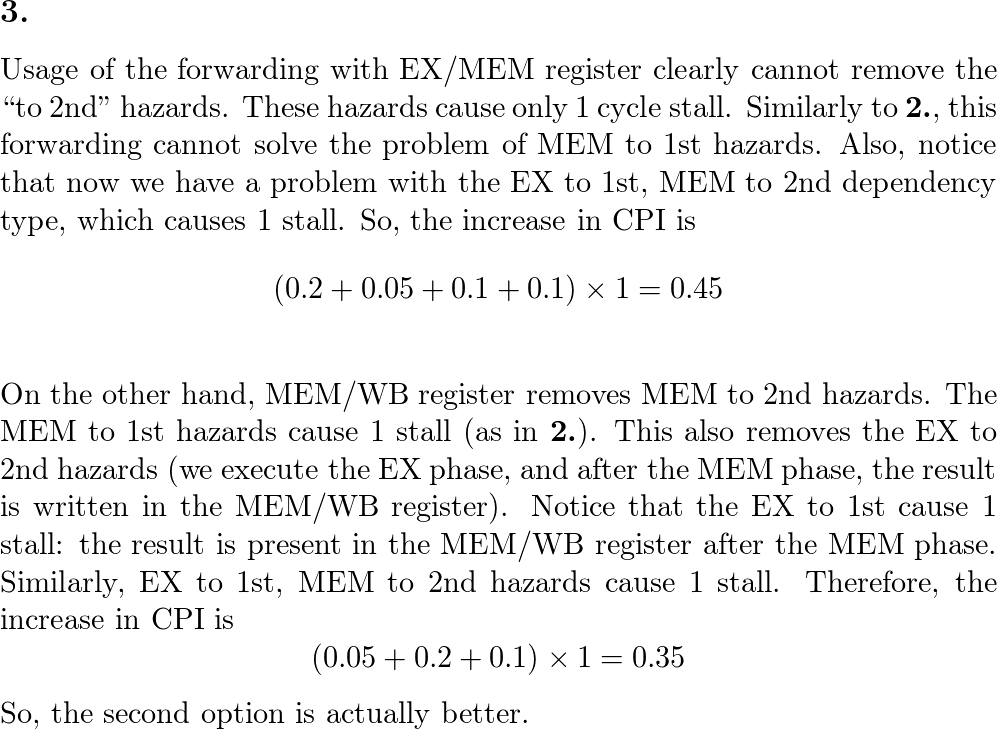 3.
Usage of the forwarding with EX/MEM register clearly cannot remove the
“to 2nd” hazards. These hazards cause only 1 cycle stall. Similarly to 2., this
forwarding cannot solve the problem of MEM to 1st hazards. Also, notice
that now we have a problem with the EX to 1st, MEM to 2nd dependency
type, which causes 1 stall. So, the increase in CPI is
(0.2 + 0.05 + 0.1 + 0.1) × 1 = 0.45
On the other hand, MEM/WB register removes MEM to 2nd hazards. The
MEM to 1st hazards cause 1 stall (as in 2.). This also removes the EX to
2nd hazards (we execute the EX phase, and after the MEM phase, the result
is written in the MEM/WB register). Notice that the EX to 1st cause 1
stall: the result is present in the MEM/WB register after the MEM phase.
Similarly, EX to 1st, MEM to 2nd hazards cause 1 stall. Therefore, the
increase in CPI is
(0.05 + 0.2 + 0.1) × 1 = 0.35
So, the second option is actually better.